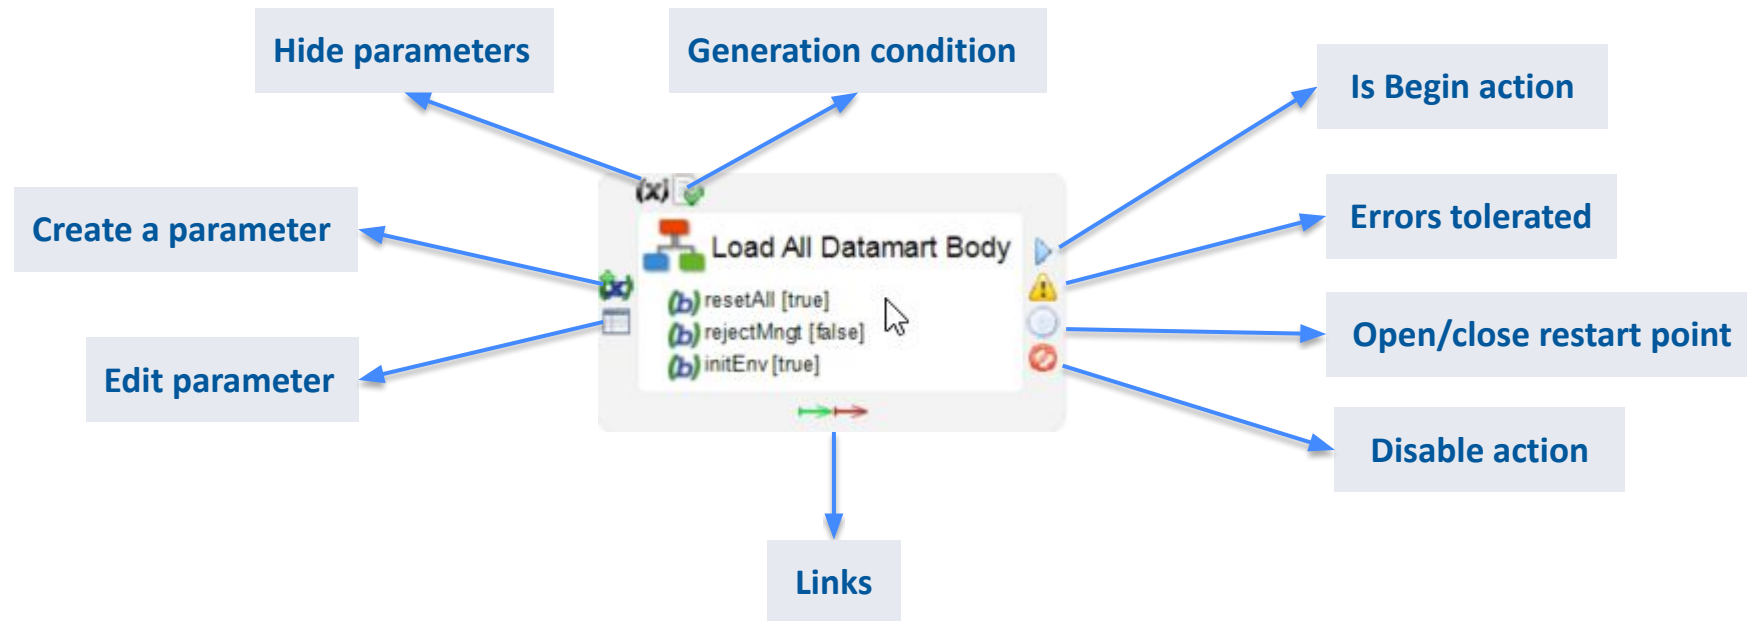 Hide parameters
Generation condition
Is Begin action
(x)
Create a parameter
Load All Datamart Body
Errors tolerated
(x)
(b) resetAll [true]
(b) rejectMngt [false]
Open/close restart point
(b) initEnv [true]
Edit parameter
Disable action
Links